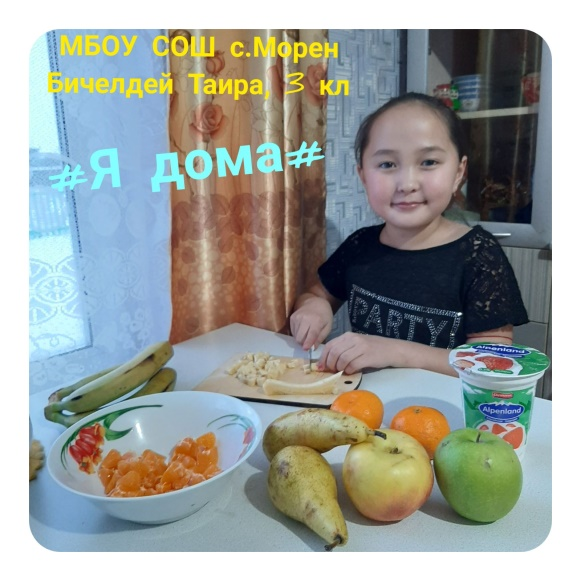 МБОУ СОШ с.Морен
Бичелдей Таира, 3 кл
#Я дома#
PARTY!
Alpenland
Alpenland